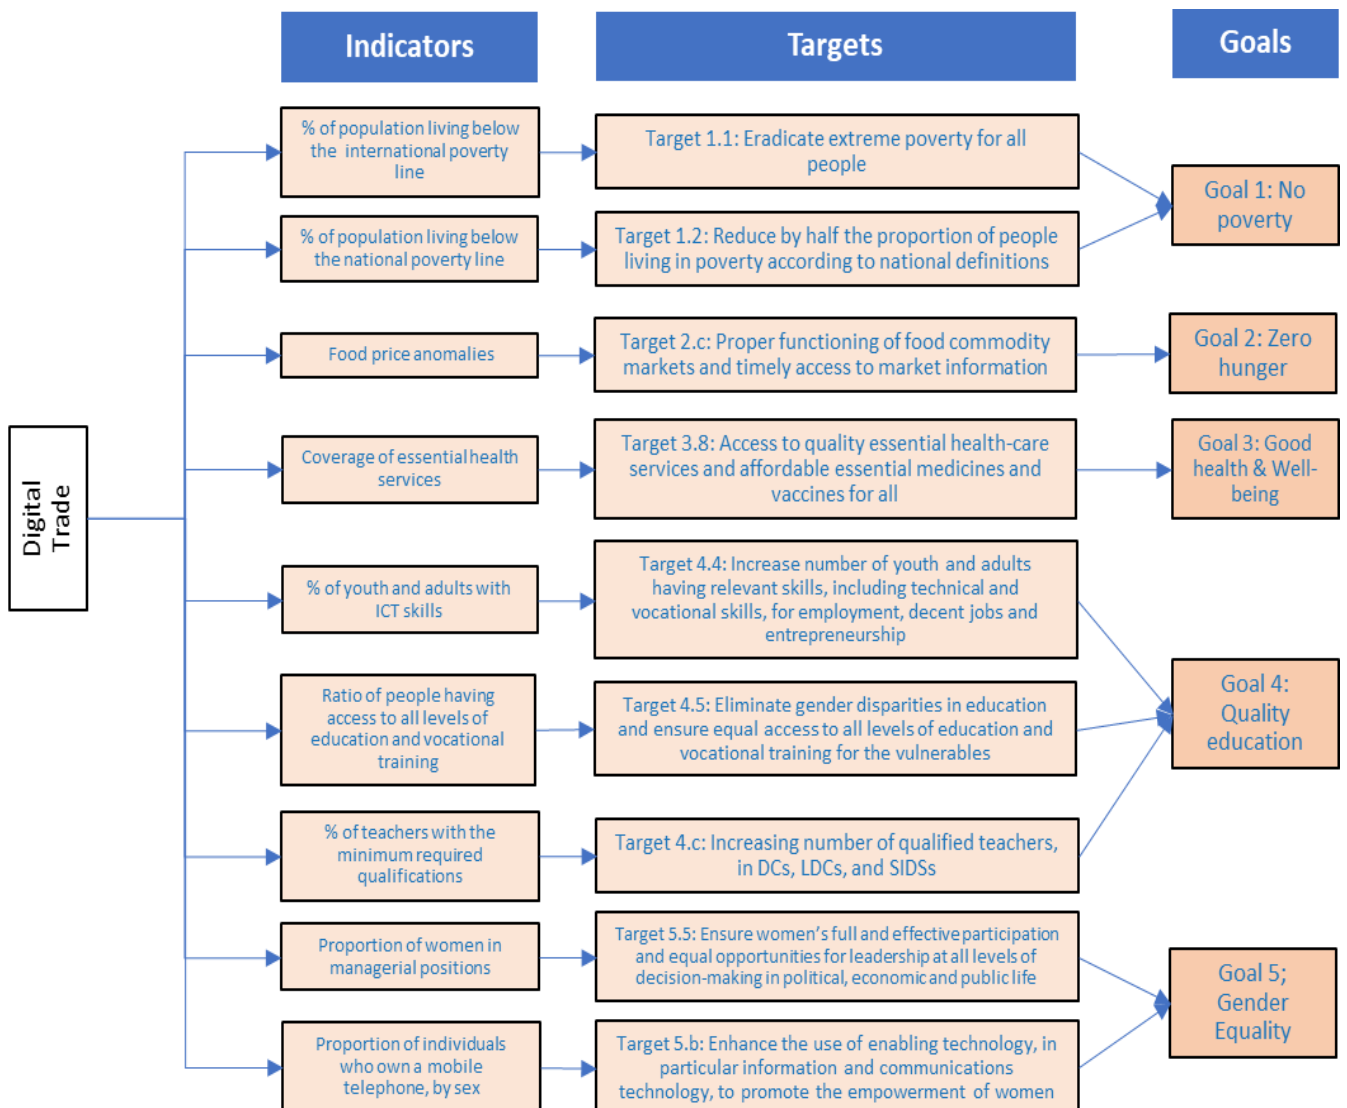 Indicators
Targets
Goals
% of population living below
the international poverty
line
Target 1.1: Eradicate extreme poverty for all
people
Goal 1: No
poverty
% of population living below
the national poverty line
Target 1.2: Reduce by half the proportion of people
living in poverty according to national definitions
Food price anomalies
Target 2.c: Proper functioning of food commodity
markets and timely access to market information
Goal 2: Zero
hunger
Digital
Trade
Coverage of essential health
services
Target 3.8: Access to quality essential health-care
services and affordable essential medicines and
vaccines for all
Goal 3: Good
health & Well-
being
% of youth and adults with
ICT skills
Target 4.4: Increase number of youth and adults
having relevant skills, including technical and
vocational skills, for employment, decent jobs and
entrepreneurship
Ratio of people having
access to all levels of
education and vocational
training
Target 4.5: Eliminate gender disparities in education
and ensure equal access to all levels of education and
vocational training for the vulnerables
Goal 4:
Quality
education
% of teachers with the
minimum required
qualifications
Target 4.c: Increasing number of qualified teachers,
in DCs, LDCs, and SIDSs
Proportion of women in
managerial positions
Target 5.5: Ensure women’s full and effective participation
and equal opportunities for leadership at all levels of
decision-making in political, economic and public life
Goal 5;
Gender
Equality
Proportion of individuals
who own a mobile
telephone, by sex
Target 5.b: Enhance the use of enabling technology, in
particular information and communications
technology, to promote the empowerment of women